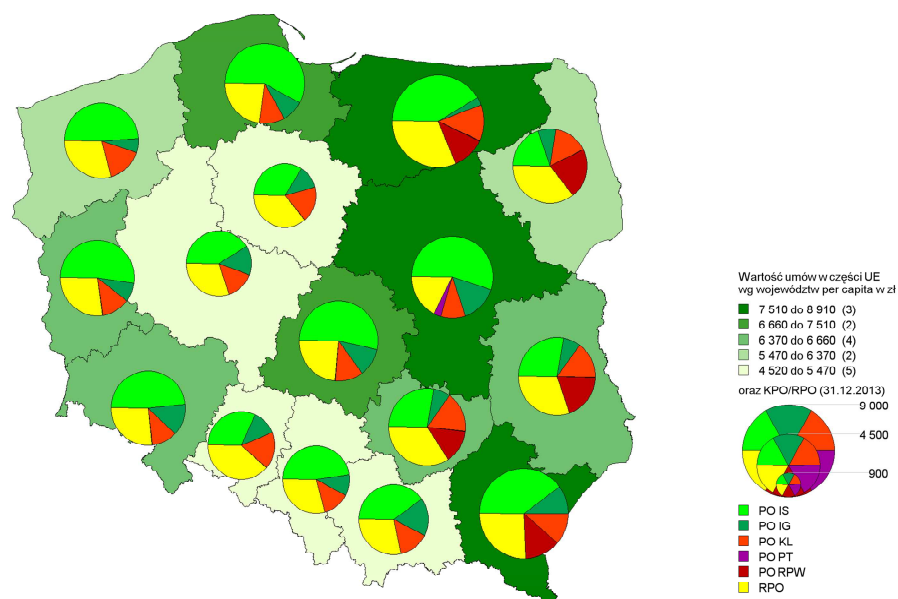 Wartość umów w części UE
wg województw per capita w zł
7 510 do 8 910 (3)
6 660 do 7 510 (2)
6 370 do 6 660 (4)
5 470 do 6 370 (2)
4 520 do 5 470 (5)
oraz KPO/RPO (31.12.2013)
9 000
4 500
900
PO IS
PO IG
PO KL
PO PT
PO RPW
RPO